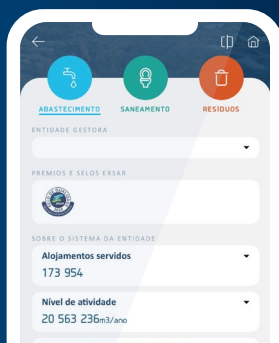 ABASTECIMENTO SANEAMENTO RESÍDUOS
ENTIDADE GESTORA
PRÉMIOS E SELOS ERSAR
SOBRE O SISTEMA DA ENTIDADE
Alojamentos servidos
173 954
Nível de atividade
20 563 236m3/ano